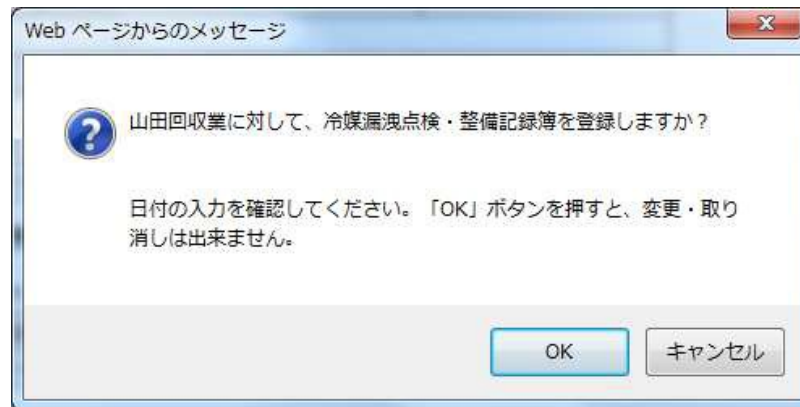 Web ページからのメッセージ
山田回収業に対して、冷媒漏洩点検・整備記録簿を登録しますか？
日付の入力を確認してください。「OK」ボタンを押すと、変更・取り
消しは出来ません。
OK
キャンセル